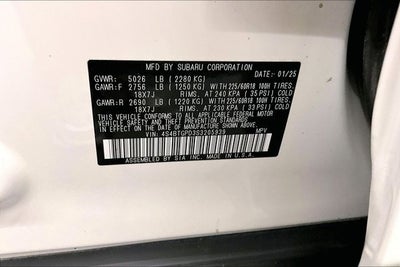 MFD BY SUBARU CORPORATION
GVWR: 5026 LB (2280 KG) DATE: 01/25
GAWR:F 2756 LB (1250 KG) WITH 225/60R18 100H TIRES,
18X7J RIMS, AT 240 KPA (35 PSI) COLD
GAWR:R 2690 LB (1220 KG) WITH 225/60R18 100H TIRES,
18X7J RIMS, AT 230 KPA (33 PSI) COLD
THIS VEHICLE CONFORMS TO ALL APPLICABLE FEDERAL MOTOR
VEHICLE SAFETY AND THEFT PREVENTION STANDARDS IN
EFFECT ON THE DATE OF MANUFACTURE SHOWN ABOVE.
VIN: 4S4BTGPD3S3205939 MPV
ASSEMBLED BY SIA INC. MADE IN U.S.A.